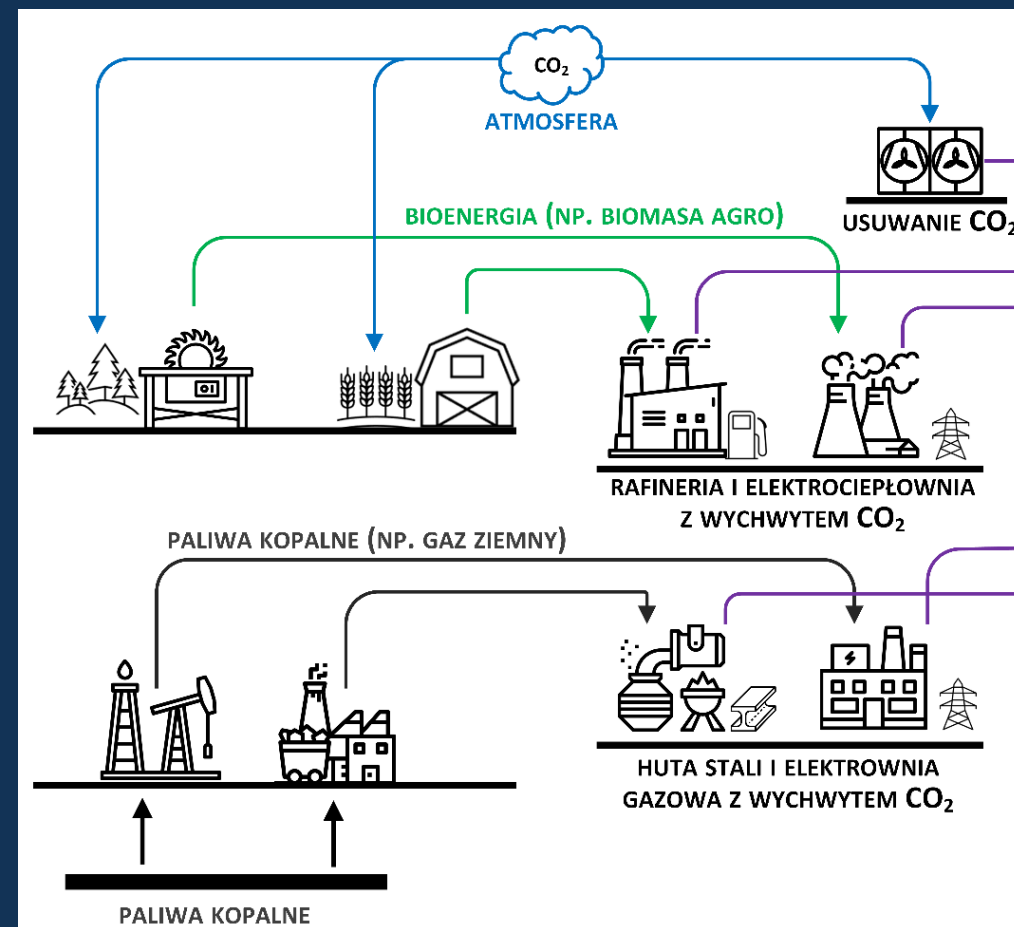 CO₂
ATMOSFERA
USUWANIE CO₂
BIOENERGIA (NP. BIOMASA AGRO)
RAFINERIA I ELEKTROCIEPŁOWNIA
Z WYCHWYTEM CO₂
PALIWA KOPALNE (NP. GAZ ZIEMNY)
HUTA STALI I ELEKTROWNIA
GAZOWA Z WYCHWYTEM CO₂
PALIWA KOPALNE